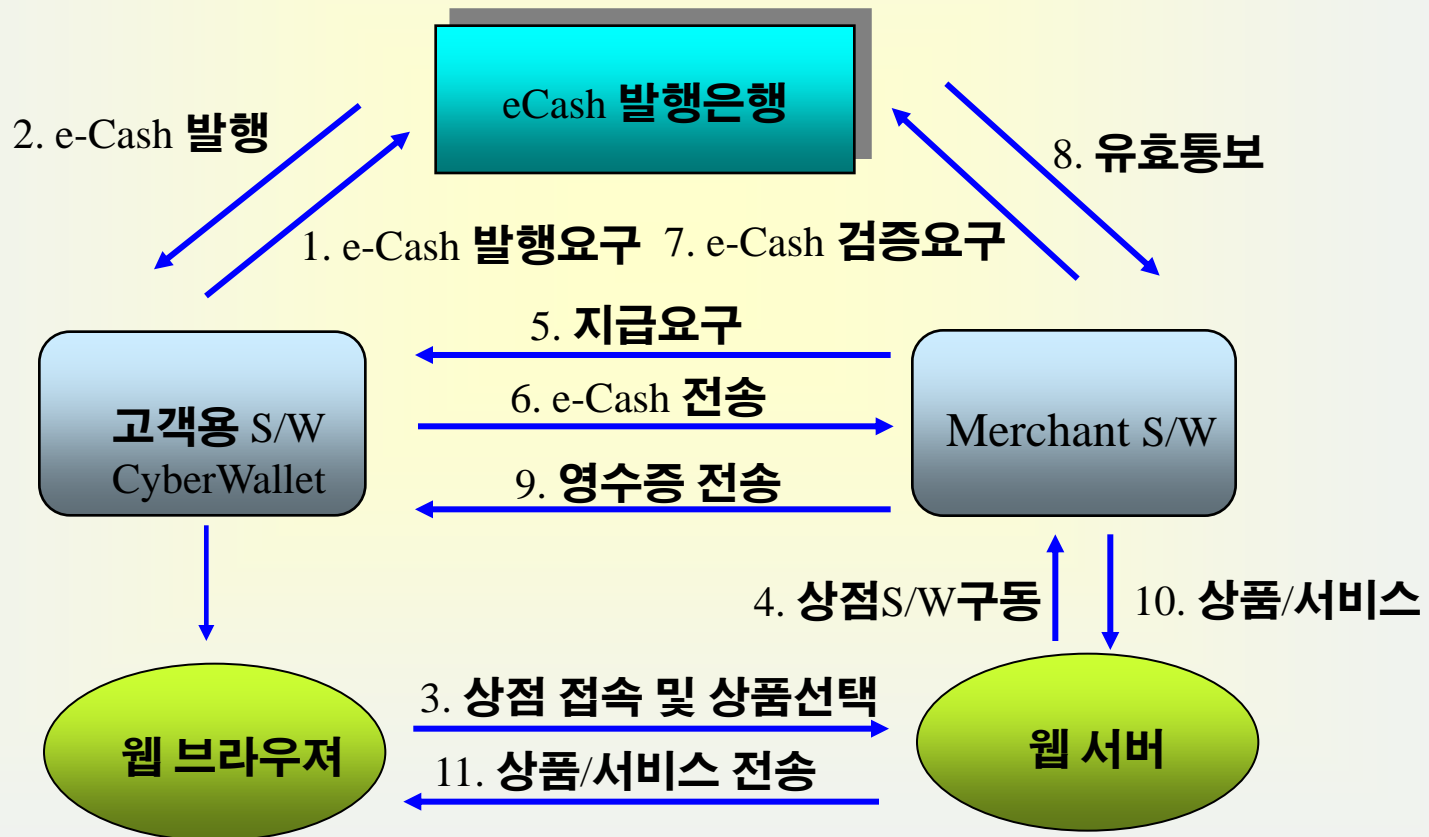 eCash 발행은행
2. e-Cash 발행
8. 유효통보
1. e-Cash 발행요구
7. e-Cash 검증요구
5. 지급요구
6. e-Cash 전송
고객용 S/W
CyberWallet
Merchant S/W
9. 영수증 전송
4. 상점S/W구동
10. 상품/서비스
3. 상점 접속 및 상품선택
웹 브라우져
웹 서버
11. 상품/서비스 전송